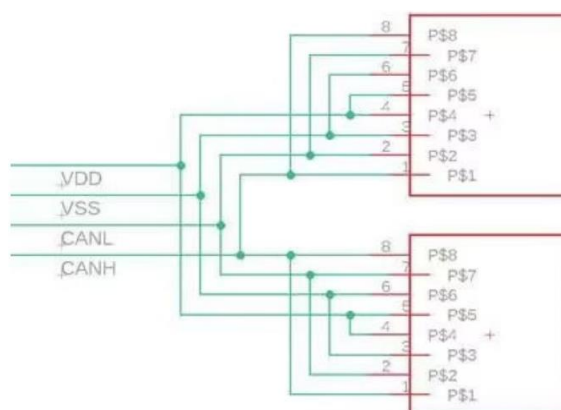 8 P$8
7 P$7
6 P$6
5 P$5
4 P$4
3 P$3
2 P$2
1 P$1
VDD
VSS
CANL
CANH
8 P$8
7 P$7
6 P$6
5 P$5
4 P$4
3 P$3
2 P$2
1 P$1